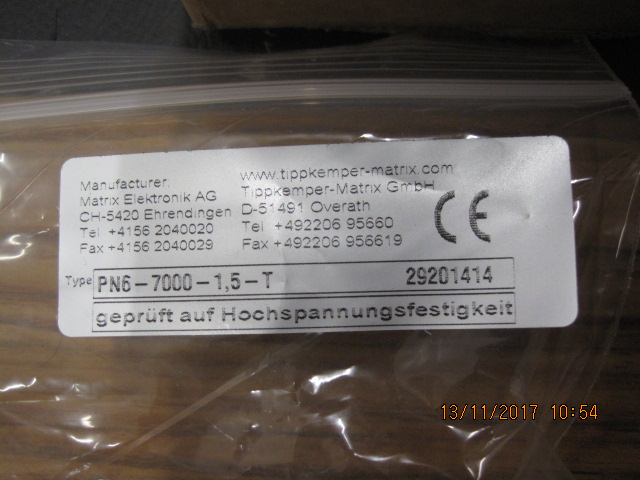 Manufacturer:
Matrix Elektronik AG
CH-5420 Ehrendingen
Tel +4156 2040020
Fax +4156 2040029
www.tippkemper-matrix.com
Tippkemper-Matrix GmbH
D-51491 Overath
Tel +492206 95660
Fax +492206 956619
CE
Type PN6-7000-1,5-T 29201414
geprüft auf Hochspannungsfestigkeit
13/11/2017 10:54